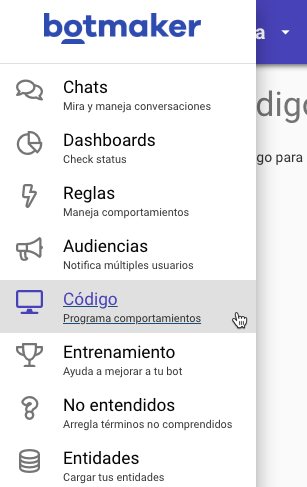 botmaker
a
Chats
Mira y maneja conversaciones
Dashboards
Check status
Reglas
Maneja comportamientos
Audiencias
Notifica múltiples usuarios
Código
Programa comportamientos
Entrenamiento
Ayuda a mejorar a tu bot
No entendidos
Arregla términos no comprendidos
Entidades
Cargar tus entidades
ódigo
go para